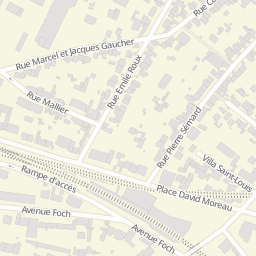 Rue C
Rue Marcel et Jacques Gaucher
Rue Emile Roux
Rue Mallier
Rue Pierre Sémard
Villa Saint-Louis
Rampe d'accès
Place David Moreau
Avenue Foch
Avenue Foch